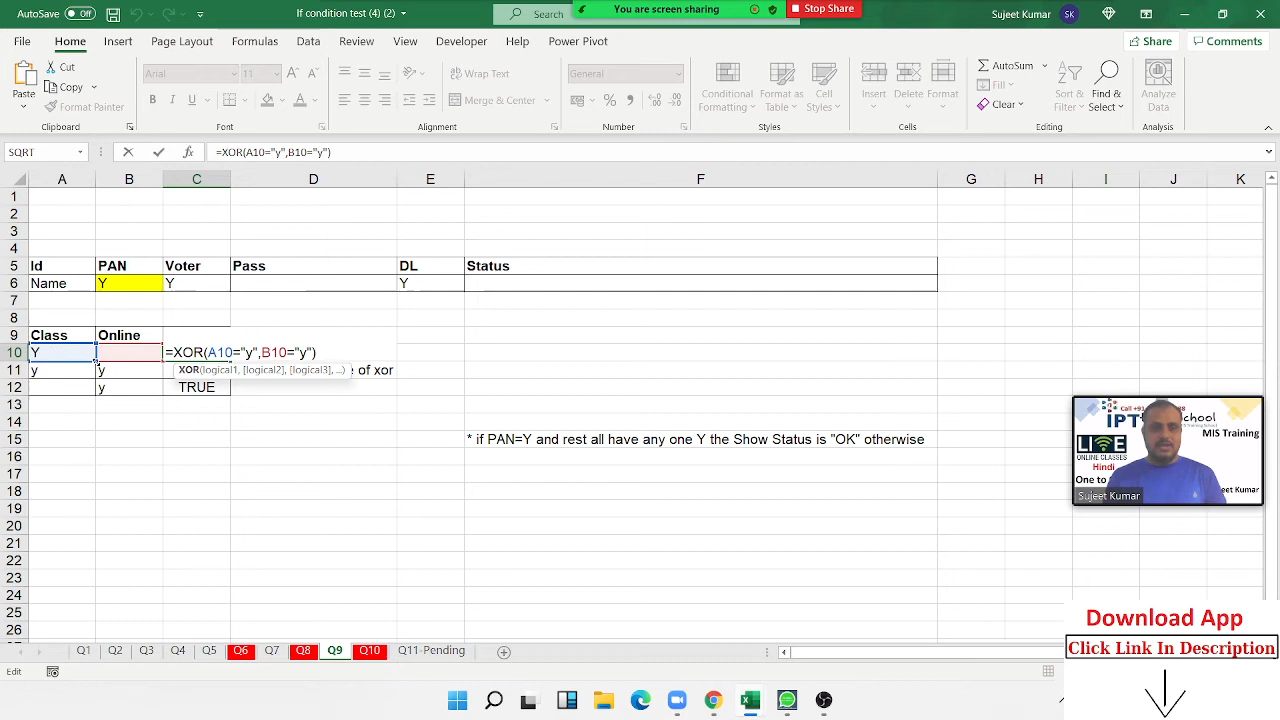 AutoSave Off
If condition test (4) (2)
Search
You are screen sharing
Stop Share
Sujeet Kumar
SK
File Home Insert Page Layout Formulas Data Review View Developer Help Power Pivot
Share Comments
Paste
Cut
Copy
Format Painter
Clipboard
Arial 11
B I U
Font
Wrap Text
Merge & Center
Alignment
General
Number
Conditional Formatting
Format as Table
Cell Styles
Styles
Insert Delete Format
Cells
AutoSum
Fill
Clear
Sort & Filter
Find & Select
Editing
Analyze Data
Analysis
SQRT
=XOR(A10="y",B10="y")
A B C D E F G H I J K
1
2
3
4
5 Id PAN Voter Pass DL Status
6 Name Y Y Y
7
8
9 Class Online
10 Y =XOR(A10="y",B10="y")
11 y y XOR(logical1, [logical2], [logical3], ...) of xor
12 y TRUE
13
14
15 * if PAN=Y and rest all have any one Y the Show Status is "OK" otherwise
16
17
18
19
20
21
22
23
24
25
26
Call +91
IPT School
MIS Training
LIVE
ONLINE CLASSES
Hindi
One to
Sujeet Kumar
Download App
Click Link In Description
Q1 Q2 Q3 Q4 Q5 Q6 Q7 Q8 Q9 Q10 Q11-Pending
Edit